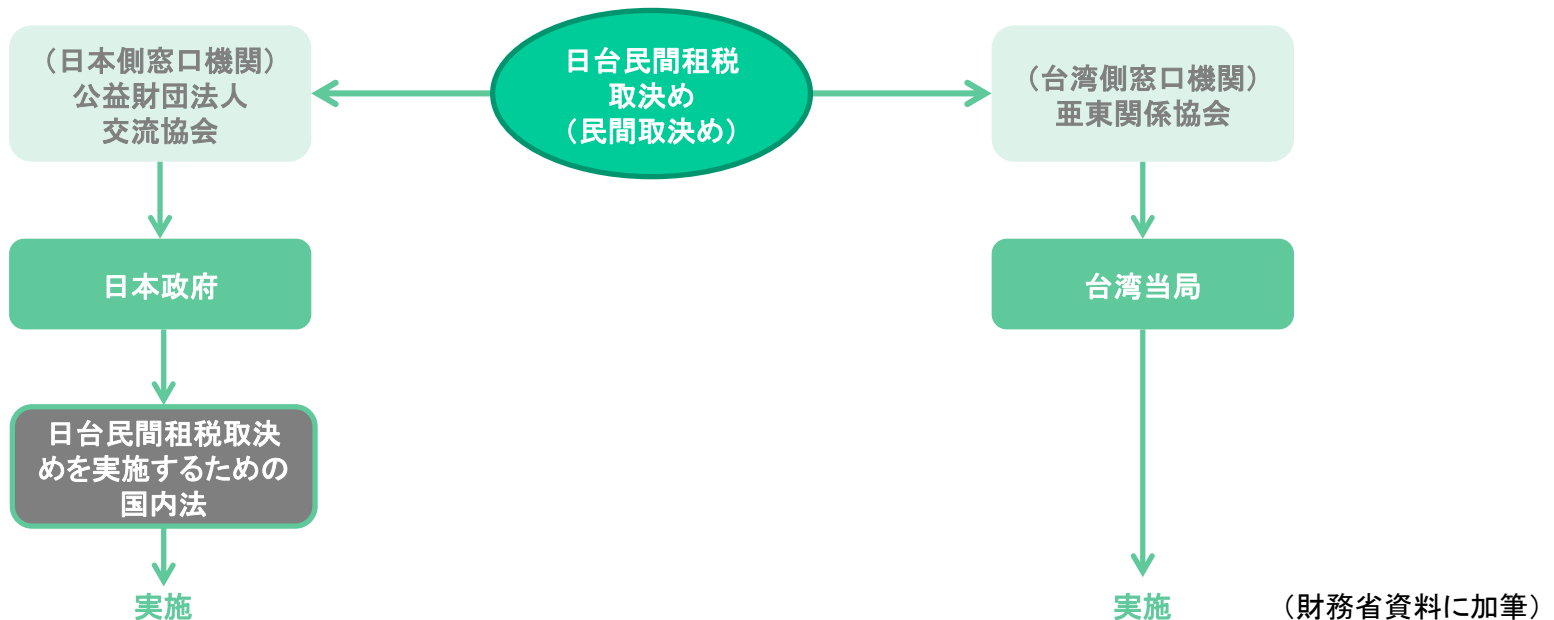 （日本側窓口機関）
公益財団法人
交流協会
日台民間租税
取決め
（民間取決め）
（台湾側窓口機関）
亜東関係協会
日本政府
台湾当局
日台民間租税取決
めを実施するための
国内法
実施
実施
（財務省資料に加筆）